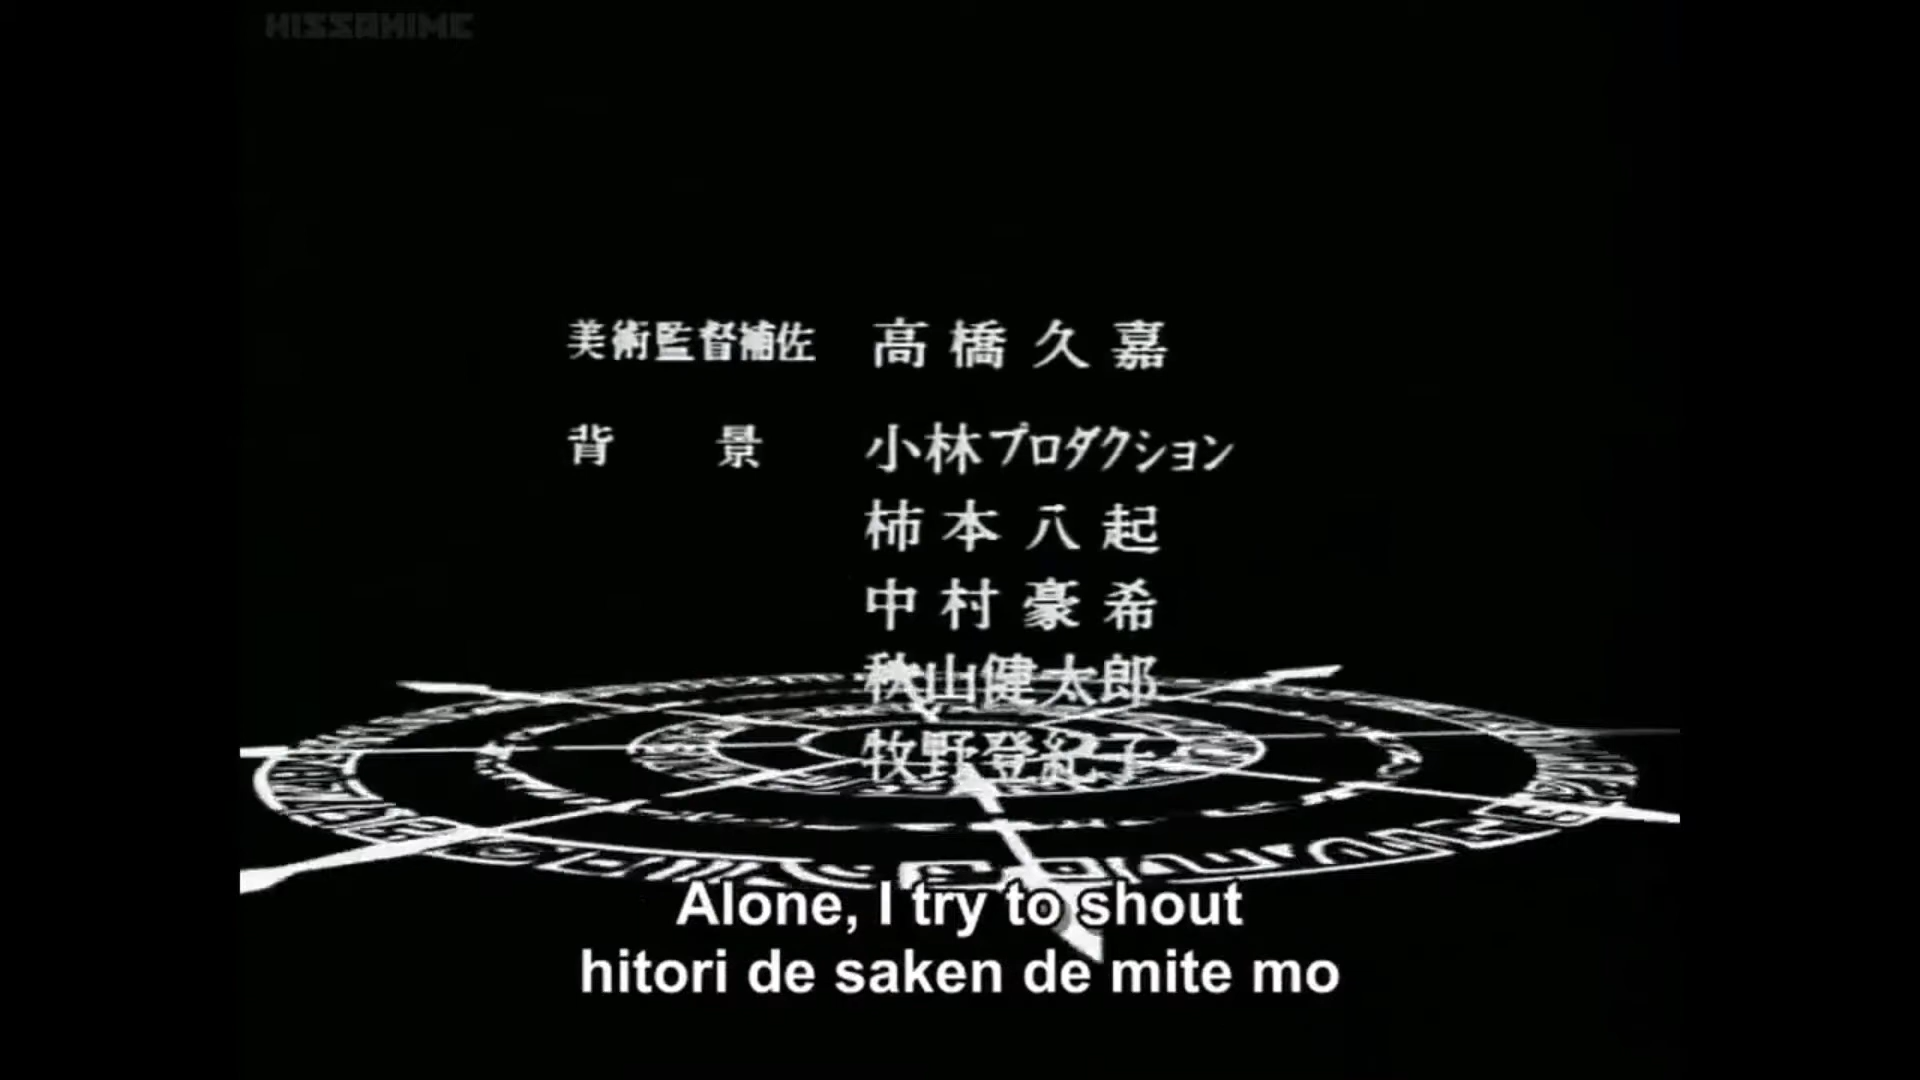 KISSANIME
美術監督補佐 高橋久嘉
背景 小林プロダクション
柿本八起
中村豪希
秋山健太郎
牧野登紀子
Alone, I try to shout
hitori de saken de mite mo